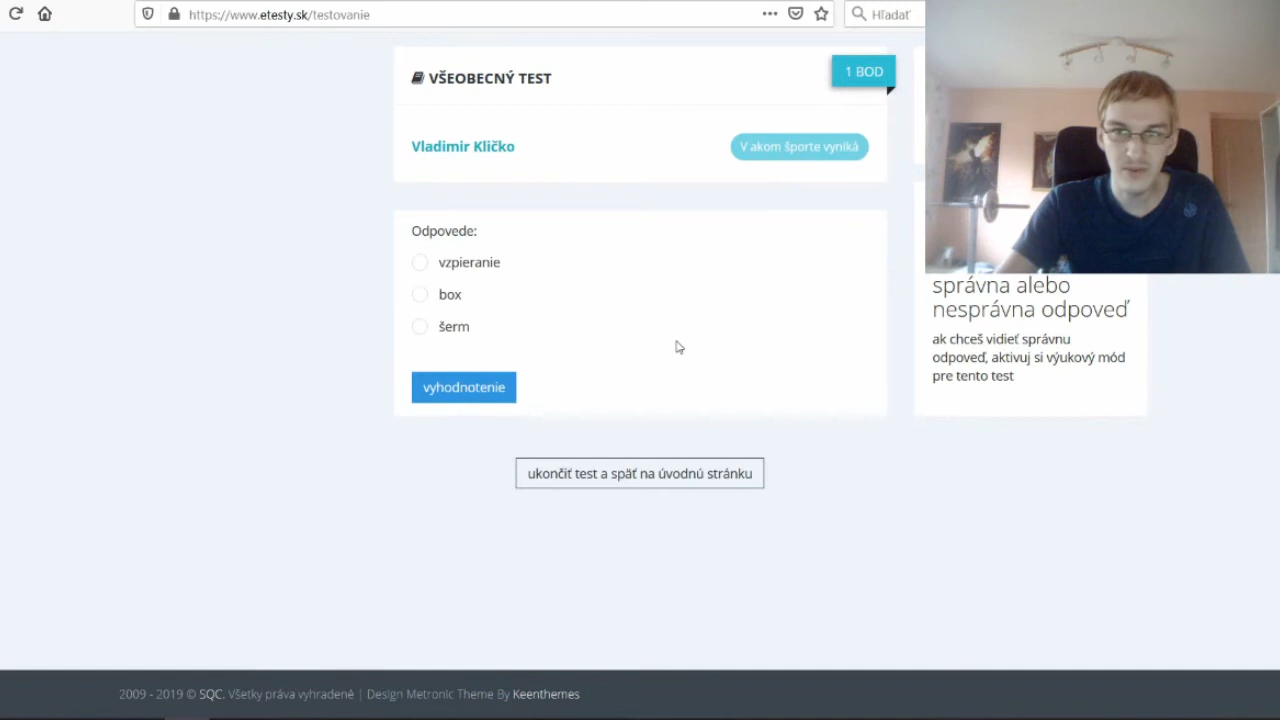 https://www.etesty.sk/testovanie
Hľadať
VŠEOBECNÝ TEST
1 BOD
Vladimir Kličko
V akom športe vyniká
Odpovede:
vzpieranie
box
šerm
vyhodnotenie
správna alebo
nesprávna odpoveď
ak chceš vidieť správnu
odpoveď, aktivuj si výukový mód
pre tento test
ukončiť test a späť na úvodnú stránku
2009 - 2019 © SQC. Všetky práva vyhradené | Design Metronic Theme By Keenthemes